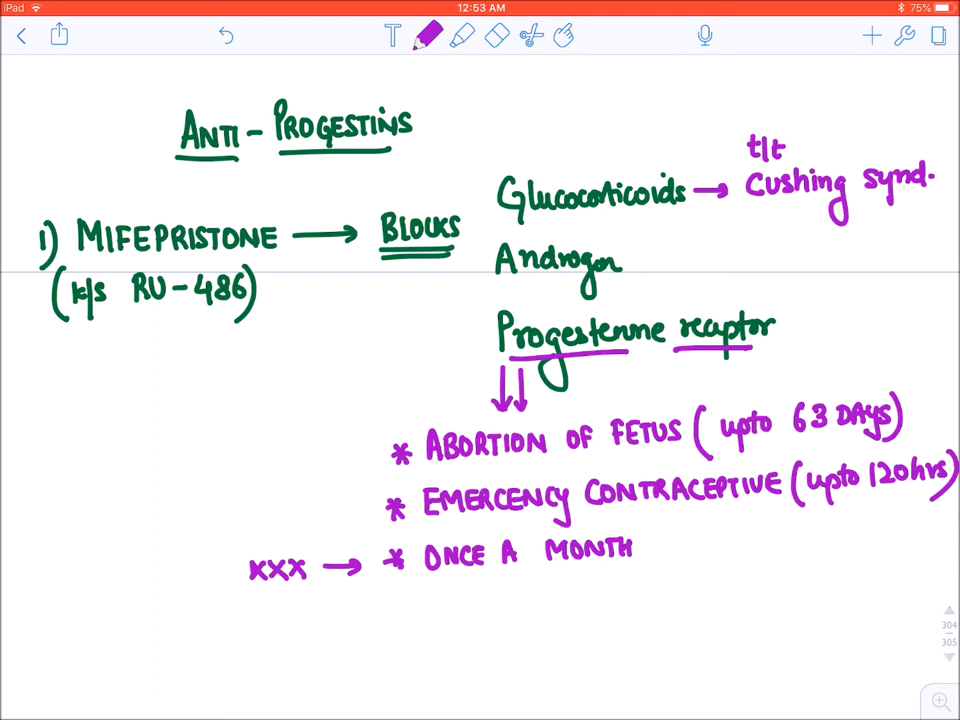 iPad 12:53 AM 75%
T
ANTI - PROGESTINS
t/t
Glucocorticoids → Cushing synd.
1) MIFEPRISTONE → BLOCKS
Androgen
(k/s RU-486)
Progesterone receptor
* ABORTION OF FETUS (upto 63 DAYS)
* EMERGENCY CONTRACEPTIVE (upto 120hrs)
xxx → * ONCE A MONTH
304
305